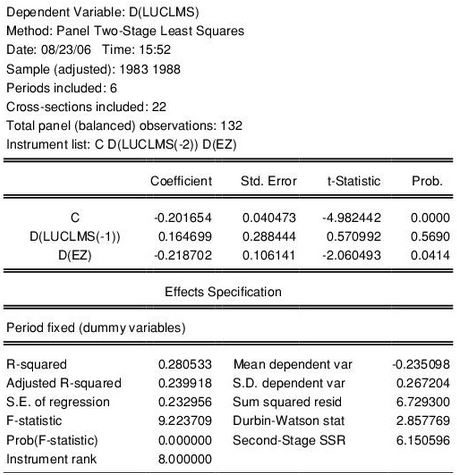 Dependent Variable: D(LUCLMS)
Method: Panel Two-Stage Least Squares
Date: 08/23/06 Time: 15:52
Sample (adjusted): 1983 1988
Periods included: 6
Cross-sections included: 22
Total panel (balanced) observations: 132
Instrument list: C D(LUCLMS(-2)) D(EZ)
Coefficient Std. Error t-Statistic Prob.
C -0.201654 0.040473 -4.982442 0.0000
D(LUCLMS(-1)) 0.164699 0.288444 0.570992 0.5690
D(EZ) -0.218702 0.106141 -2.060493 0.0414
Effects Specification
Period fixed (dummy variables)
R-squared 0.280533 Mean dependent var -0.235098
Adjusted R-squared 0.239918 S.D. dependent var 0.267204
S.E. of regression 0.232956 Sum squared resid 6.729300
F-statistic 9.223709 Durbin-Watson stat 2.857769
Prob(F-statistic) 0.000000 Second-Stage SSR 6.150596
Instrument rank 8.000000